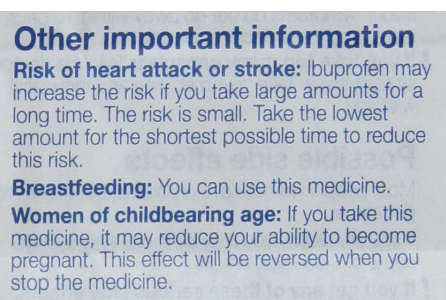 Other important information
Risk of heart attack or stroke: Ibuprofen may
increase the risk if you take large amounts for a
long time. The risk is small. Take the lowest
amount for the shortest possible time to reduce
this risk.
Breastfeeding: You can use this medicine.
Women of childbearing age: If you take this
medicine, it may reduce your ability to become
pregnant. This effect will be reversed when you
stop the medicine.